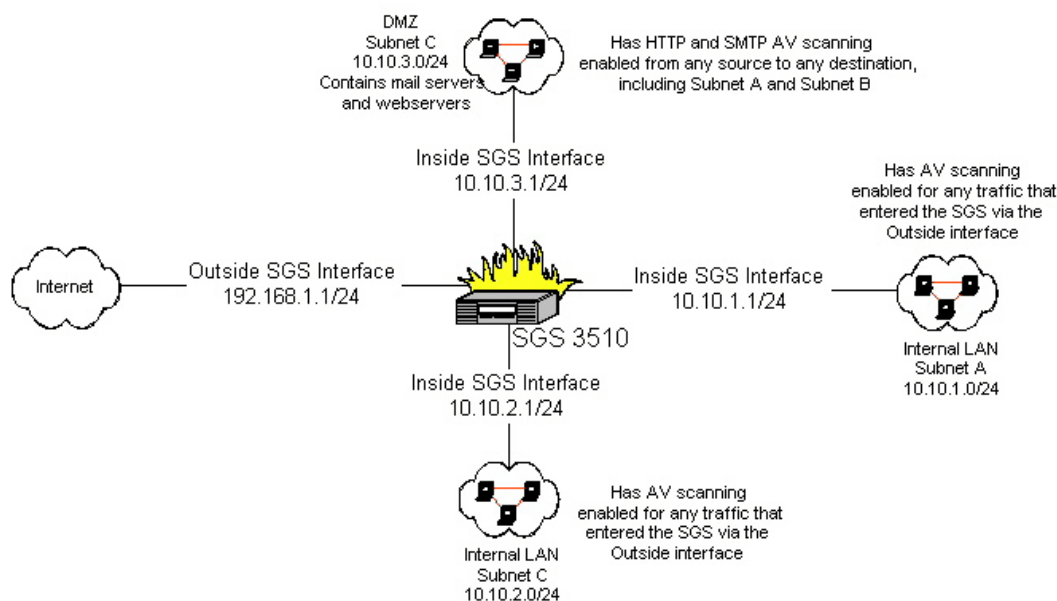 DMZ
Subnet C
10.10.3.0/24
Contains mail servers
and webservers
Has HTTP and SMTP AV scanning
enabled from any source to any destination,
including Subnet A and Subnet B
Inside SGS Interface
10.10.3.1/24
Has AV scanning
enabled for any traffic that
entered the SGS via the
Outside interface
Internet
Outside SGS Interface
192.168.1.1/24
Inside SGS Interface
10.10.1.1/24
SGS 3510
Internal LAN
Subnet A
10.10.1.0/24
Inside SGS Interface
10.10.2.1/24
Has AV scanning
enabled for any traffic that
entered the SGS via the
Outside interface
Internal LAN
Subnet C
10.10.2.0/24